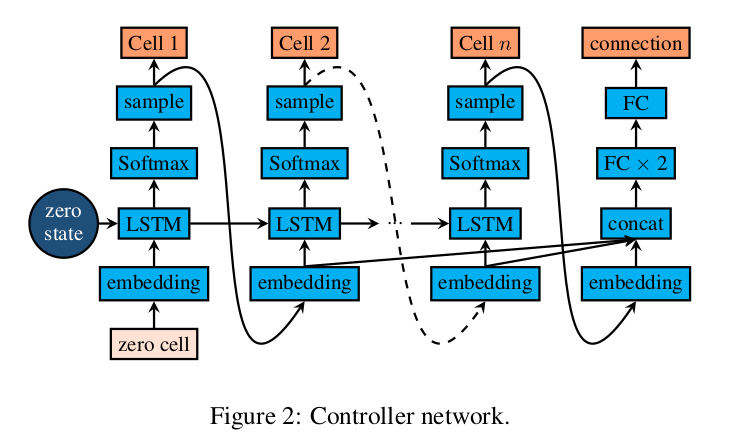 Cell 1
Cell 2
Cell n
connection
sample
sample
sample
FC
Softmax
Softmax
Softmax
FC × 2
zero
state
LSTM
LSTM
...
LSTM
concat
embedding
embedding
embedding
embedding
zero cell
Figure 2: Controller network.